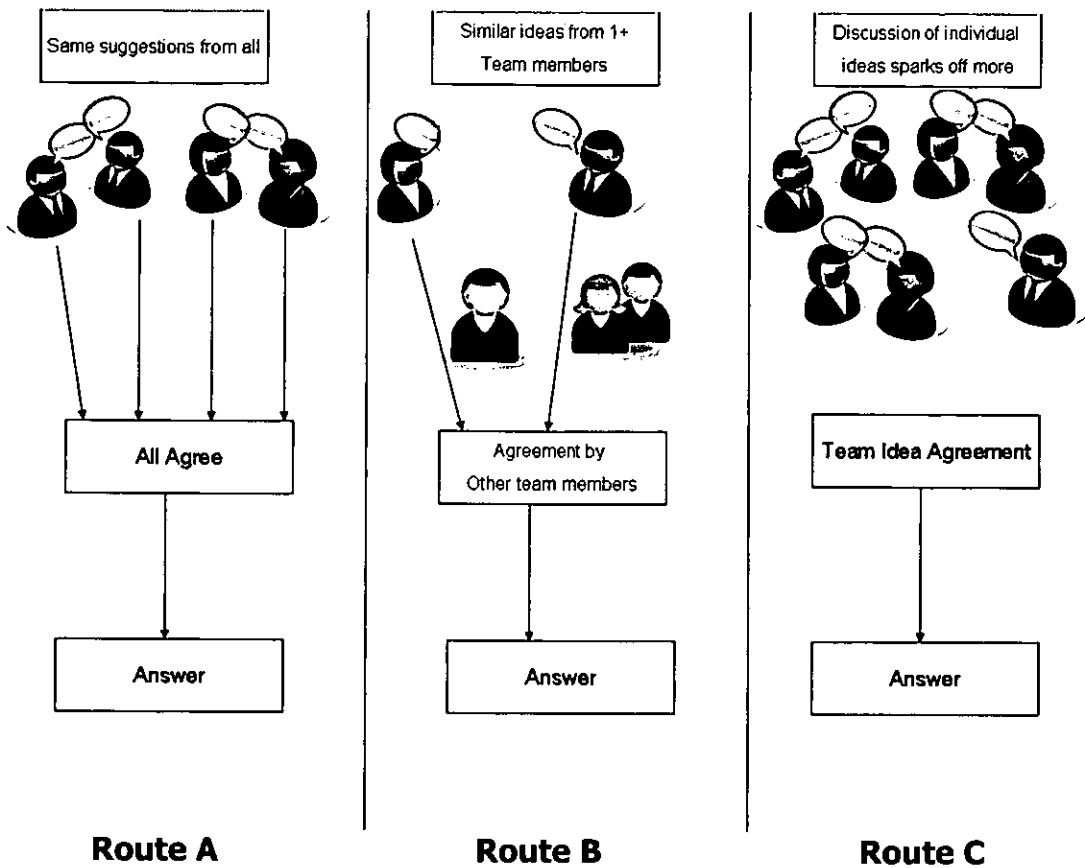 Same suggestions from all
All Agree
Answer
Route A
Similar ideas from 1+
Team members
Agreement by
Other team members
Answer
Route B
Discussion of individual
ideas sparks off more
Team Idea Agreement
Answer
Route C